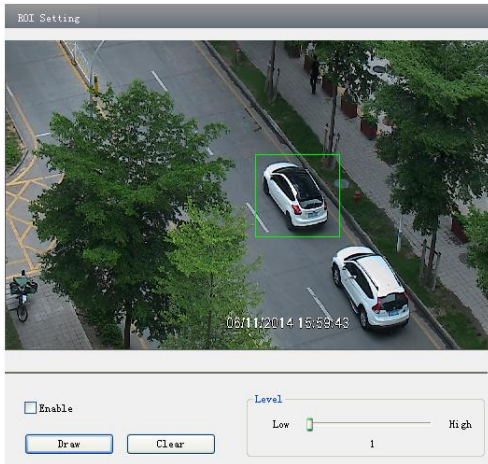 ROI Setting
06/11/2014 15:59:43
Enable
Level
Low High
1
Draw Clear